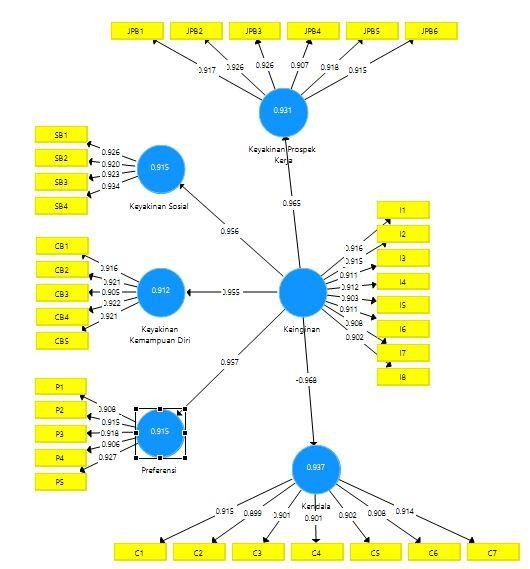 JPB1 JPB2 JPB3 JPB4 JPB5 JPB6
0.917 0.926 0.926 0.907 0.918 0.915
0.931
Keyakinan Prospek
Kerja
0.965
SB1
SB2
SB3
SB4
0.926
0.920
0.923
0.934
0.915
Keyakinan Sosial
0.956
CB1
CB2
CB3
CB4
CB5
0.916
0.921
0.905
0.922
0.921
0.912
Keyakinan
Kemampuan Diri
0.955
Keinginan
I1
I2
I3
I4
I5
I6
I7
I8
0.916
0.915
0.911
0.912
0.903
0.911
0.908
0.902
0.957
-0.968
P1
P2
P3
P4
P5
0.908
0.915
0.918
0.906
0.927
0.915
Preferensi
0.937
Kendala
0.915 0.899 0.901 0.901 0.902 0.908 0.914
C1 C2 C3 C4 C5 C6 C7